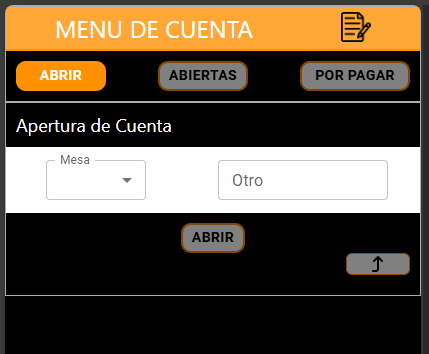 MENU DE CUENTA
ABRIR ABIERTAS POR PAGAR
Apertura de Cuenta
Mesa
Otro
ABRIR